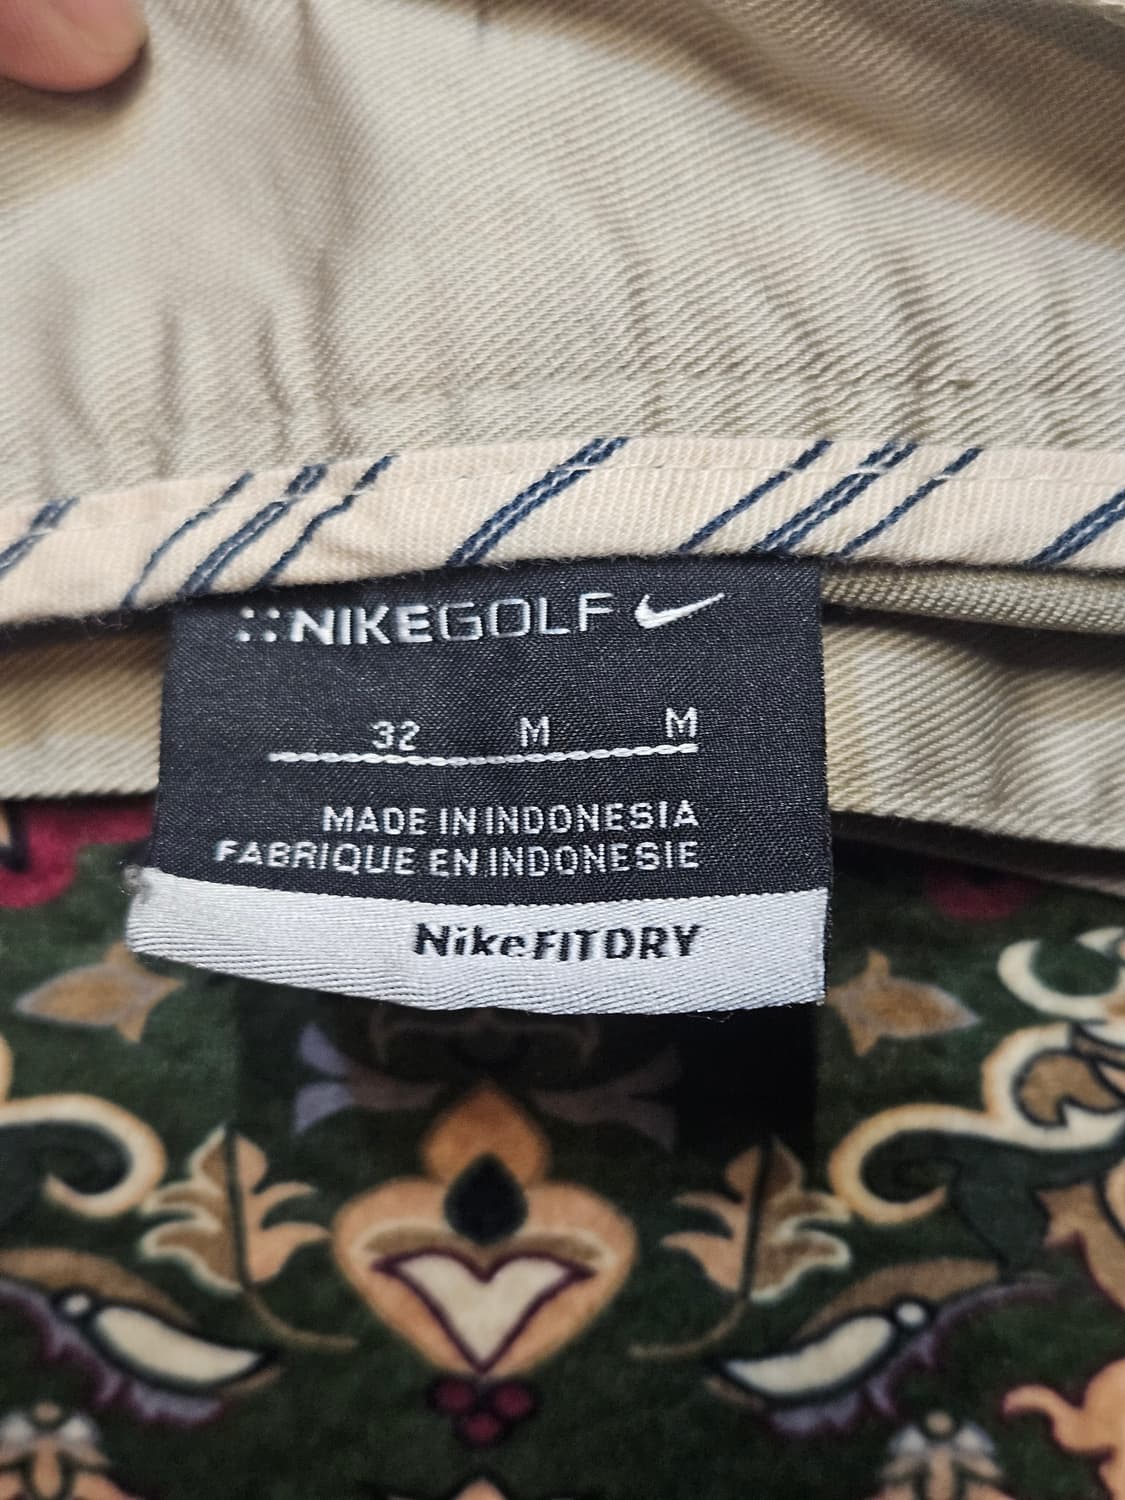 NIKEGOLF
32 M M
MADE IN INDONESIA
FABRIQUE EN INDONESIE
NikeFITDRY